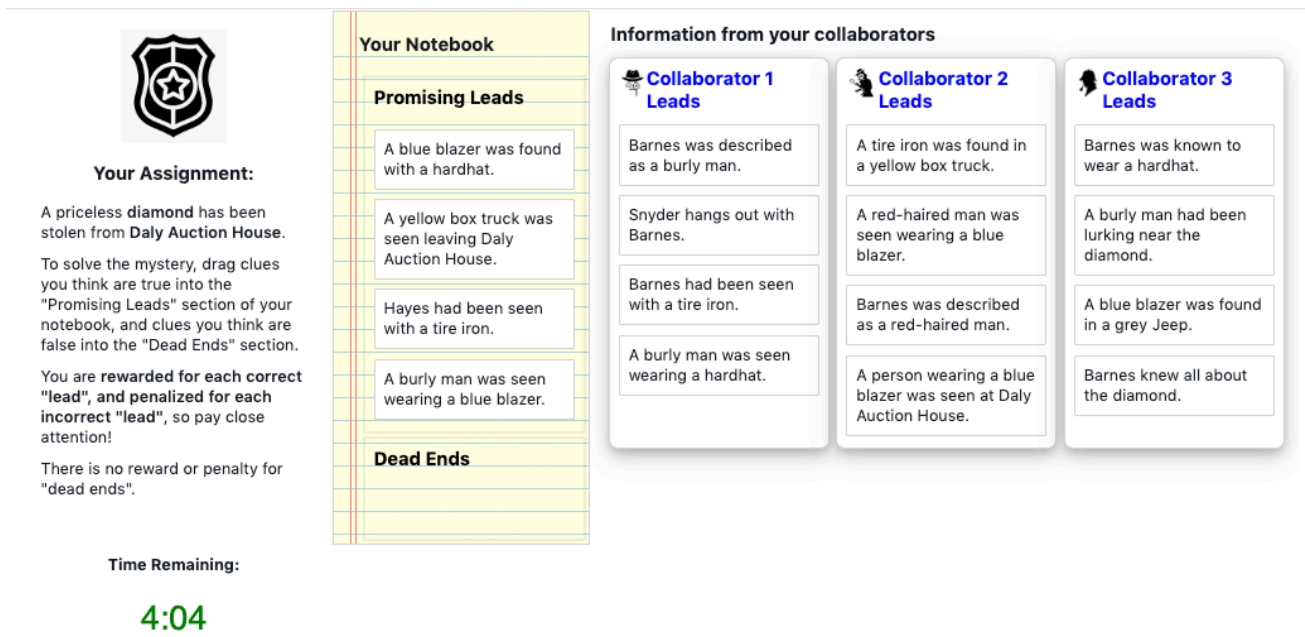 Your Assignment:
A priceless diamond has been
stolen from Daly Auction House.
To solve the mystery, drag clues
you think are true into the
"Promising Leads" section of your
notebook, and clues you think are
false into the "Dead Ends" section.
You are rewarded for each correct
"lead", and penalized for each
incorrect "lead", so pay close
attention!
There is no reward or penalty for
"dead ends".
Time Remaining:
4:04
Your Notebook
Promising Leads
A blue blazer was found
with a hardhat.
A yellow box truck was
seen leaving Daly
Auction House.
Hayes had been seen
with a tire iron.
A burly man was seen
wearing a blue blazer.
Dead Ends
Information from your collaborators
Collaborator 1
Leads
Barnes was described
as a burly man.
Snyder hangs out with
Barnes.
Barnes had been seen
with a tire iron.
A burly man was seen
wearing a hardhat.
Collaborator 2
Leads
A tire iron was found in
a yellow box truck.
A red-haired man was
seen wearing a blue
blazer.
Barnes was described
as a red-haired man.
A person wearing a blue
blazer was seen at Daly
Auction House.
Collaborator 3
Leads
Barnes was known to
wear a hardhat.
A burly man had been
lurking near the
diamond.
A blue blazer was found
in a grey Jeep.
Barnes knew all about
the diamond.